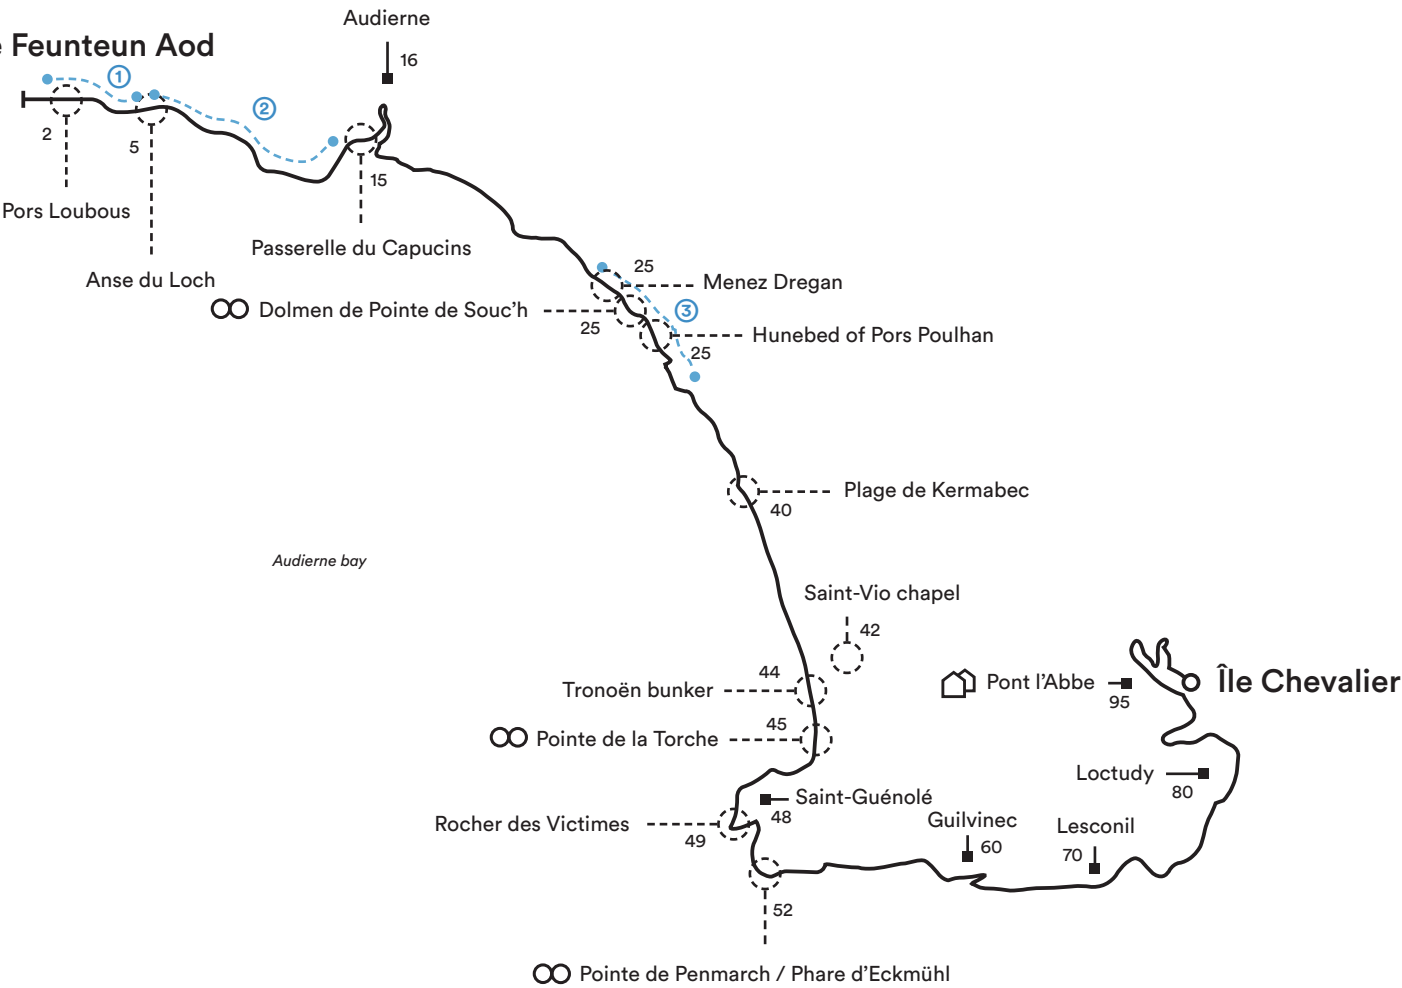 Audierne
16
Feunteun Aod
1
2
2
5
15
Pors Loubous
Passerelle du Capucins
Anse du Loch
25
Menez Dregan
Dolmen de Pointe de Souc'h
25
3
Hunebed of Pors Poulhan
25
Plage de Kermabec
40
Audierne bay
Saint-Vio chapel
42
44
Tronoën bunker
Pont l'Abbe
95
Île Chevalier
45
Pointe de la Torche
Loctudy
80
Saint-Guénolé
48
Rocher des Victimes
49
Guilvinec
60
Lesconil
70
52
Pointe de Penmarch / Phare d'Eckmühl